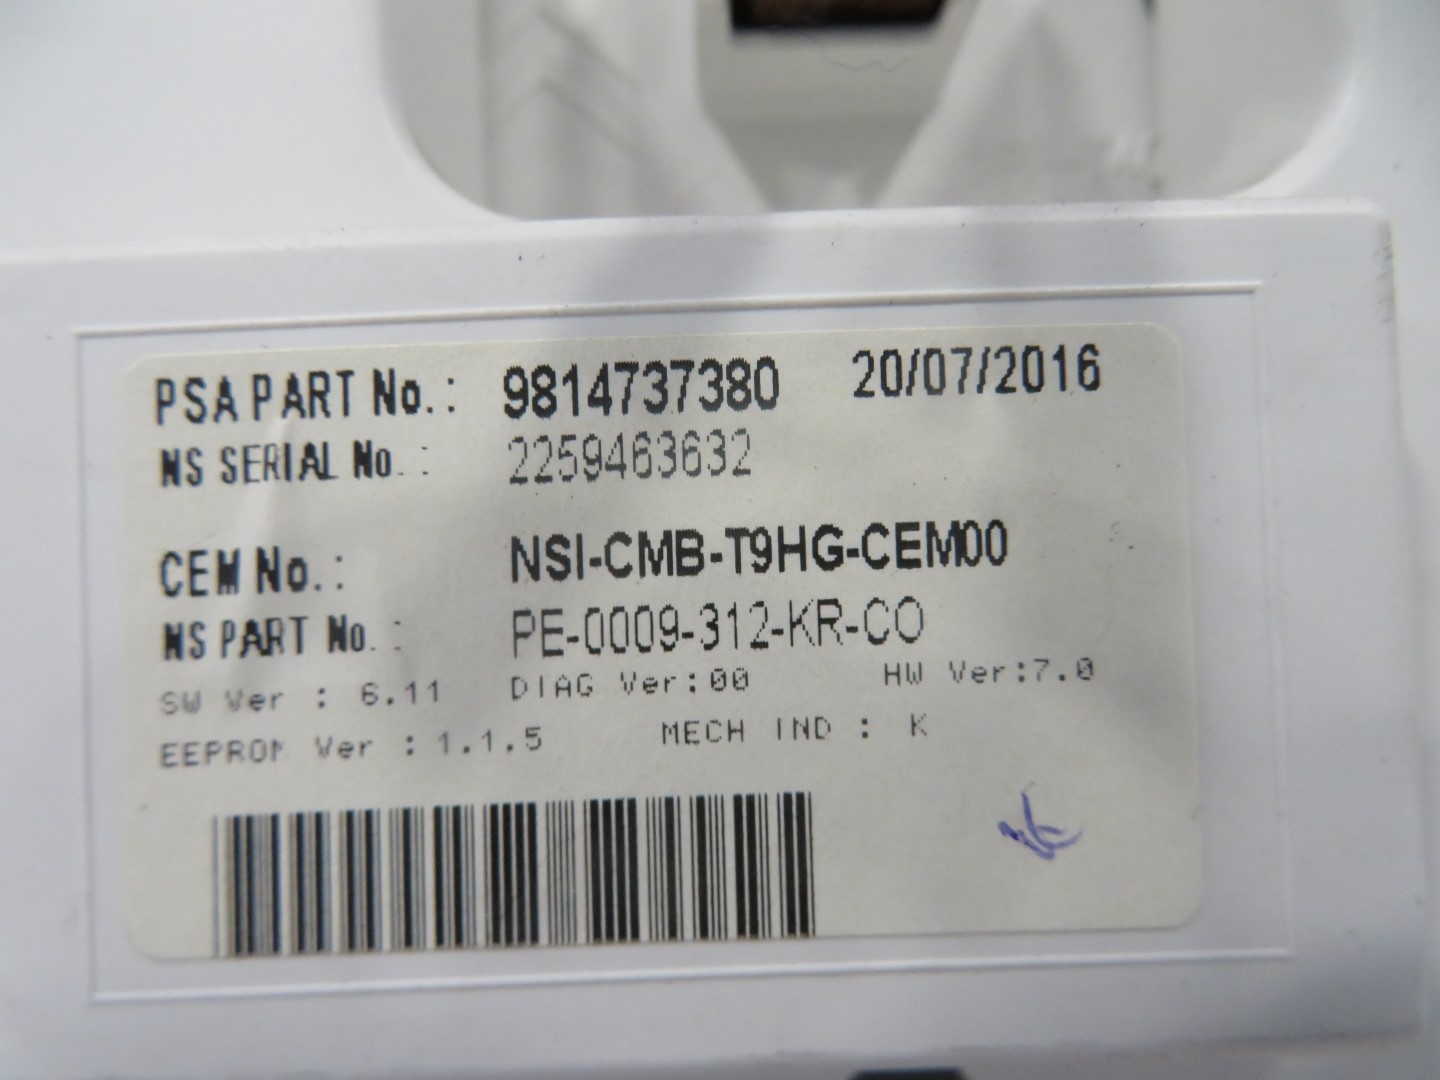 PSA PART No. : 9814737380 20/07/2016
NS SERIAL No. : 2259463632
CEM No. : NSI-CMB-T9HG-CEM00
NS PART No. : PE-0009-312-KR-CO
SW Ver : 6.11 DIAG Ver:00 HW Ver:7.0
EEPROM Ver : 1.1.5 MECH IND : K